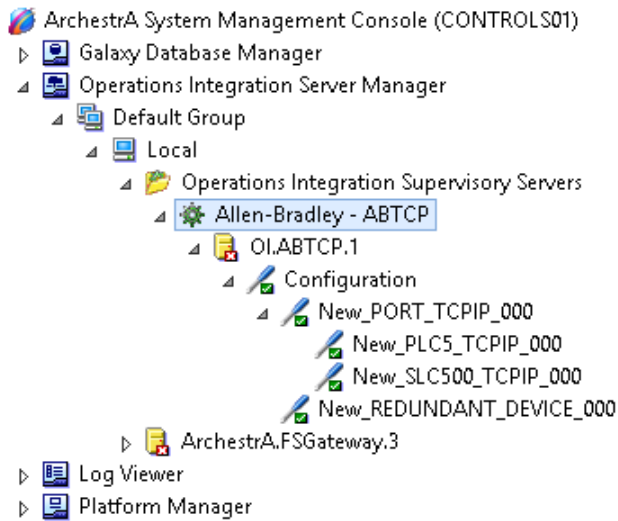 ArchestrA System Management Console (CONTROLS01)
Galaxy Database Manager
Operations Integration Server Manager
Default Group
Local
Operations Integration Supervisory Servers
Allen-Bradley - ABTCP
OI.ABTCP.1
Configuration
New_PORT_TCPIP_000
New_PLC5_TCPIP_000
New_SLC500_TCPIP_000
New_REDUNDANT_DEVICE_000
ArchestrA.FSGateway.3
Log Viewer
Platform Manager